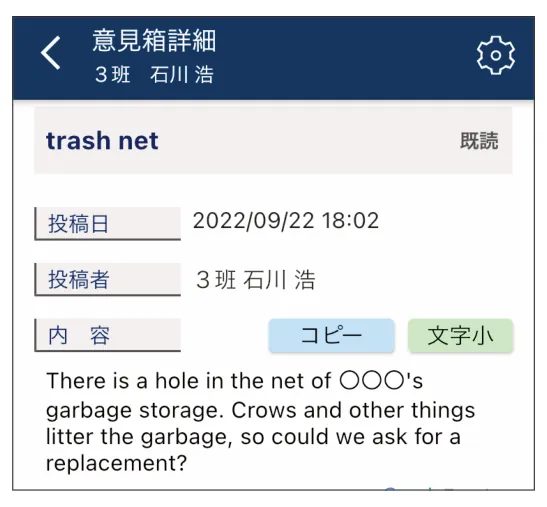 意見箱詳細
３班　石川 浩
trash net 既読
投稿日 2022/09/22 18:02
投稿者 ３班 石川 浩
内　容 コピー 文字小
There is a hole in the net of 〇〇〇's
garbage storage. Crows and other things
litter the garbage, so could we ask for a
replacement?